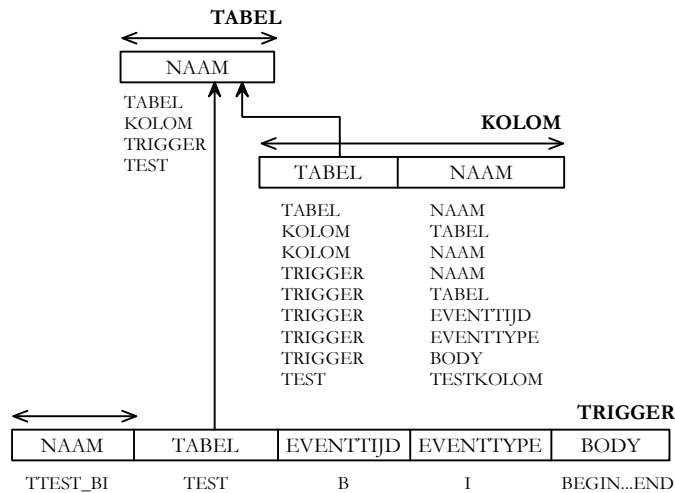 TABEL
NAAM
TABEL
KOLOM
TRIGGER
TEST
KOLOM
TABEL NAAM
TABEL NAAM
KOLOM TABEL
KOLOM NAAM
TRIGGER NAAM
TRIGGER TABEL
TRIGGER EVENTTIJD
TRIGGER EVENTTYPE
TRIGGER BODY
TEST TESTKOLOM
TRIGGER
NAAM TABEL EVENTTIJD EVENTTYPE BODY
TTEST_BI TEST B I BEGIN...END